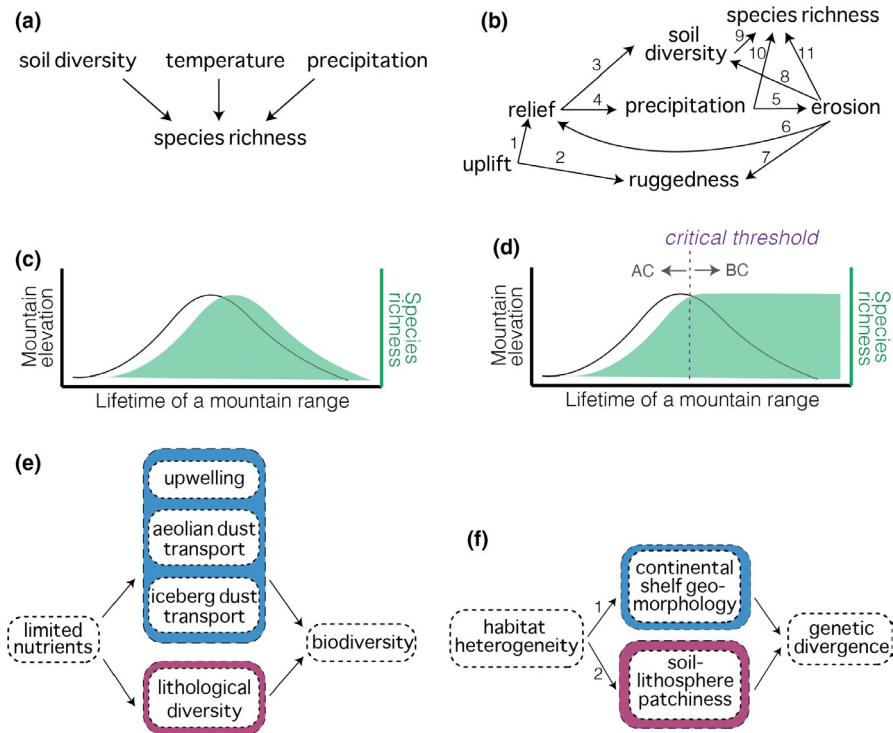 (a)
soil diversity temperature precipitation
species richness
(b)
species richness
soil
diversity
9
10
11
3
8
relief
4
precipitation
5
erosion
1
6
uplift
2
7
ruggedness
(c)
Mountain
elevation
Species
richness
Lifetime of a mountain range
(d)
critical threshold
AC
BC
Mountain
elevation
Species
richness
Lifetime of a mountain range
(e)
upwelling
aeolian dust
transport
iceberg dust
transport
limited
nutrients
biodiversity
lithological
diversity
(f)
continental
shelf geo-
morphology
1
habitat
heterogeneity
genetic
divergence
2
soil-
lithosphere
patchiness